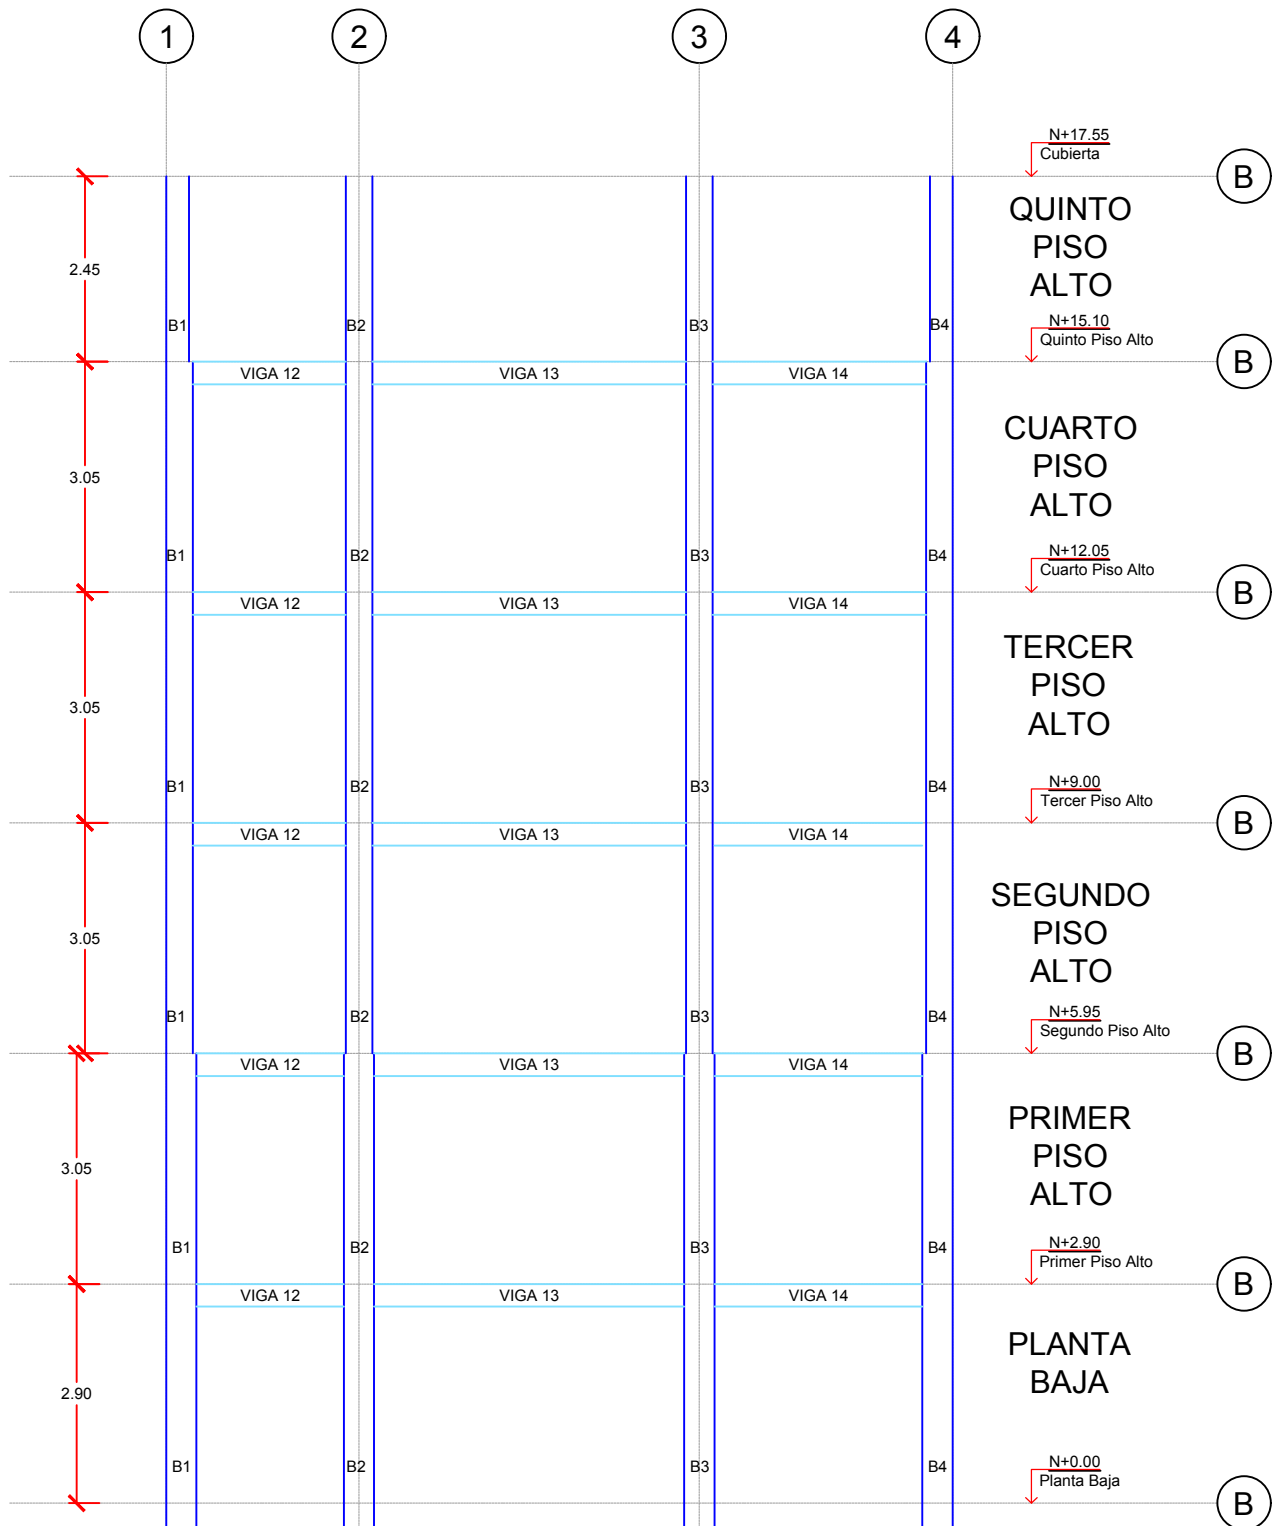 1 2 3 4
N+17.55
Cubierta
B
QUINTO
PISO
ALTO
2.45
B1 B2 B3 B4
N+15.10
Quinto Piso Alto
B
VIGA 12 VIGA 13 VIGA 14
CUARTO
PISO
ALTO
3.05
B1 B2 B3 B4
N+12.05
Cuarto Piso Alto
B
VIGA 12 VIGA 13 VIGA 14
TERCER
PISO
ALTO
3.05
B1 B2 B3 B4
N+9.00
Tercer Piso Alto
B
VIGA 12 VIGA 13 VIGA 14
SEGUNDO
PISO
ALTO
3.05
B1 B2 B3 B4
N+5.95
Segundo Piso Alto
B
VIGA 12 VIGA 13 VIGA 14
PRIMER
PISO
ALTO
3.05
B1 B2 B3 B4
N+2.90
Primer Piso Alto
B
VIGA 12 VIGA 13 VIGA 14
PLANTA
BAJA
2.90
B1 B2 B3 B4
N+0.00
Planta Baja
B